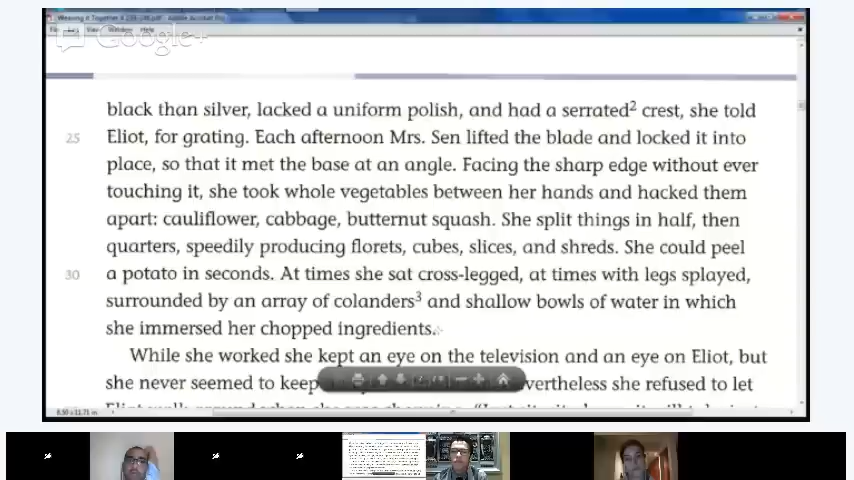 Weaving It Together 4
Google+
black than silver, lacked a uniform polish, and had a serrated2 crest, she told
25 Eliot, for grating. Each afternoon Mrs. Sen lifted the blade and locked it into
place, so that it met the base at an angle. Facing the sharp edge without ever
touching it, she took whole vegetables between her hands and hacked them
apart: cauliflower, cabbage, butternut squash. She split things in half, then
quarters, speedily producing florets, cubes, slices, and shreds. She could peel
30 a potato in seconds. At times she sat cross-legged, at times with legs splayed,
surrounded by an array of colanders3 and shallow bowls of water in which
she immersed her chopped ingredients.
While she worked she kept an eye on the television and an eye on Eliot, but
she never seemed to keep vertheless she refused to let